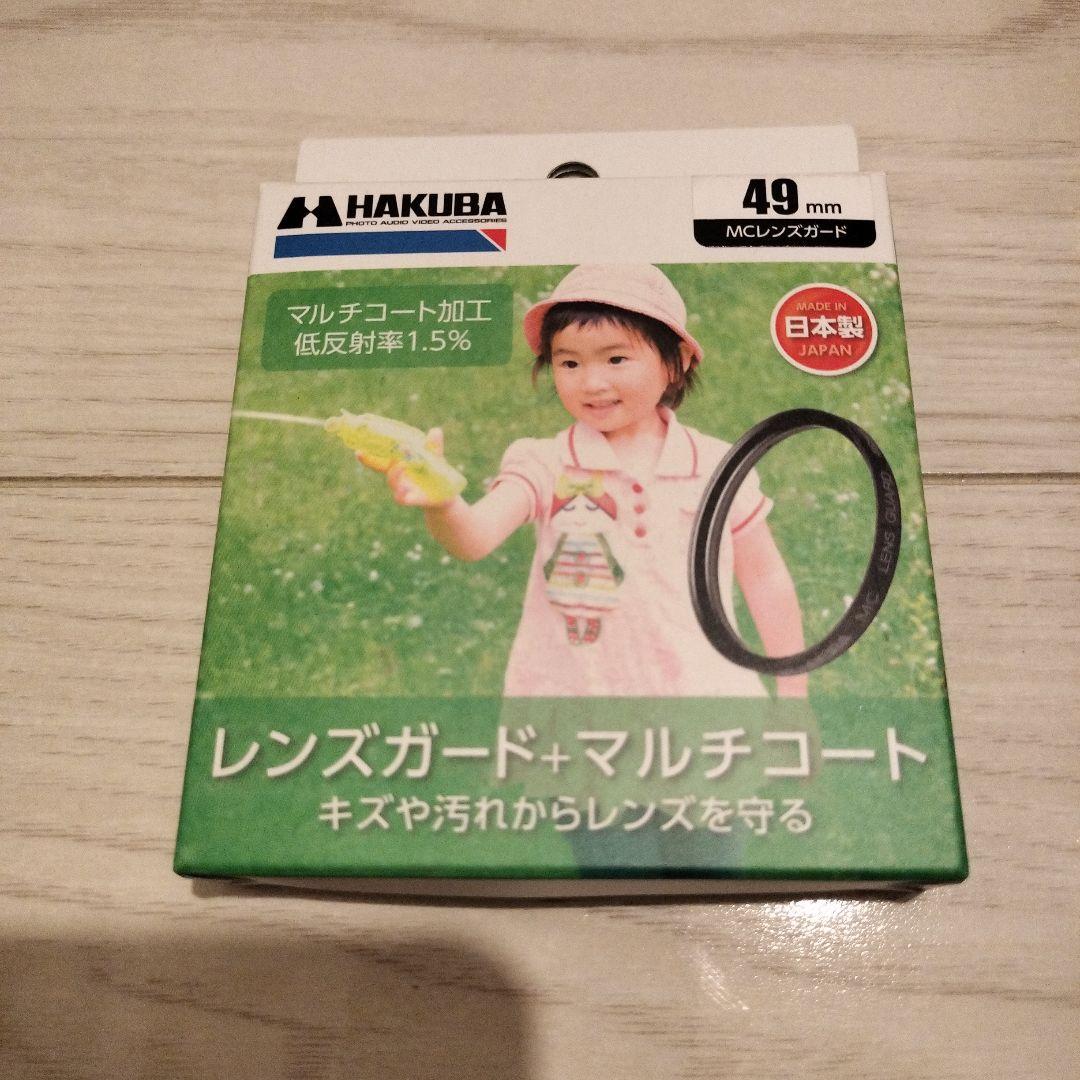 HAKUBA
PHOTO AUDIO VIDEO ACCESSORIES
49 mm
MCレンズガード
マルチコート加工
低反射率1.5%
MADE IN
日本製
JAPAN
MC LENS GUARD
レンズガード+マルチコート
キズや汚れからレンズを守る